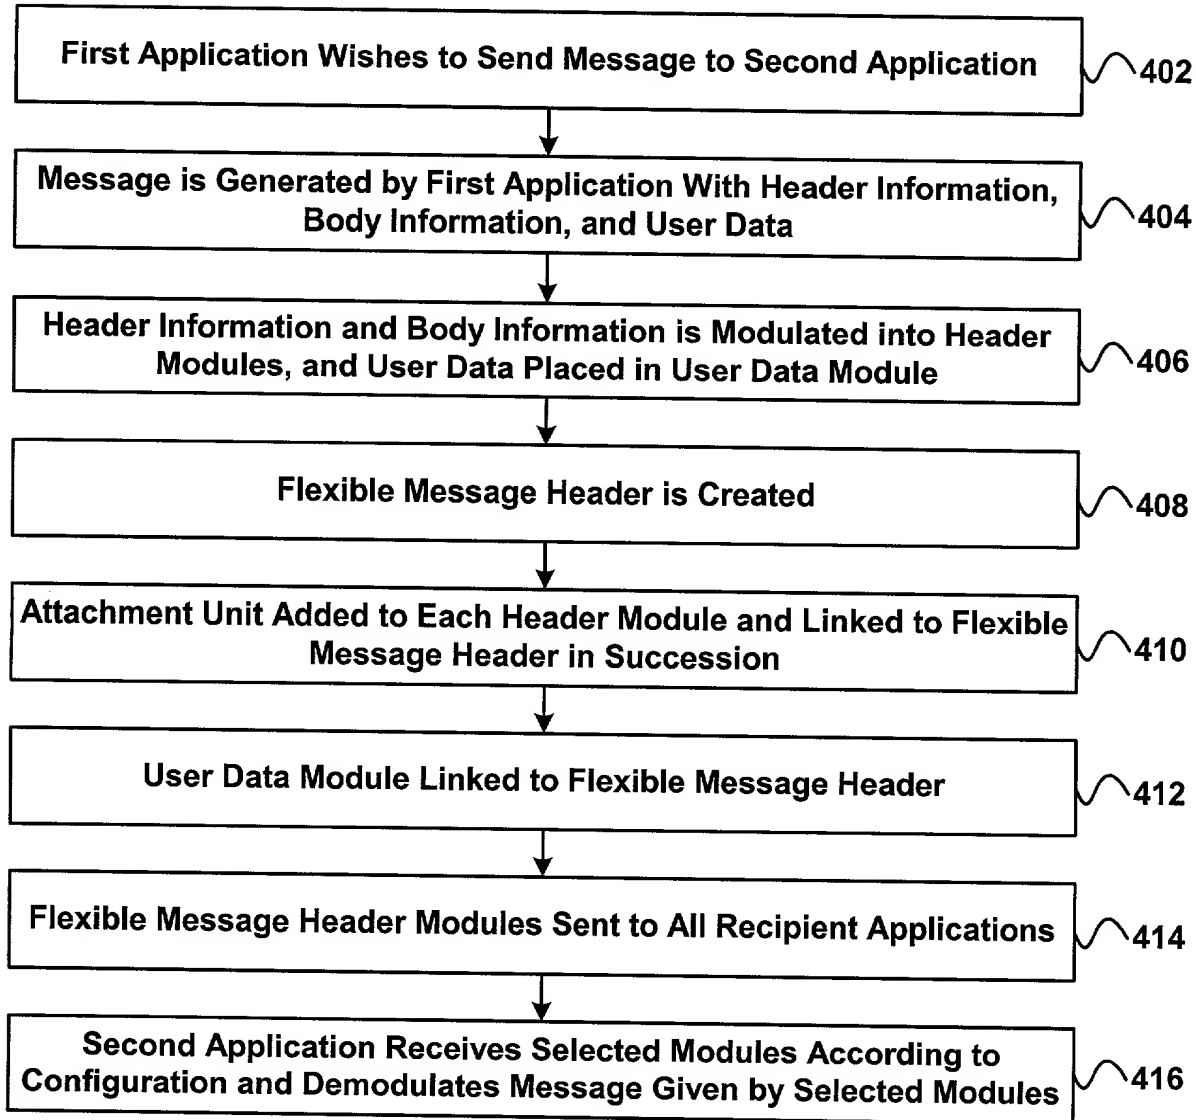 First Application Wishes to Send Message to Second Application
402
Message is Generated by First Application With Header Information,
Body Information, and User Data
404
Header Information and Body Information is Modulated into Header
Modules, and User Data Placed in User Data Module
406
Flexible Message Header is Created
408
Attachment Unit Added to Each Header Module and Linked to Flexible
Message Header in Succession
410
User Data Module Linked to Flexible Message Header
412
Flexible Message Header Modules Sent to All Recipient Applications
414
Second Application Receives Selected Modules According to
Configuration and Demodulates Message Given by Selected Modules
416